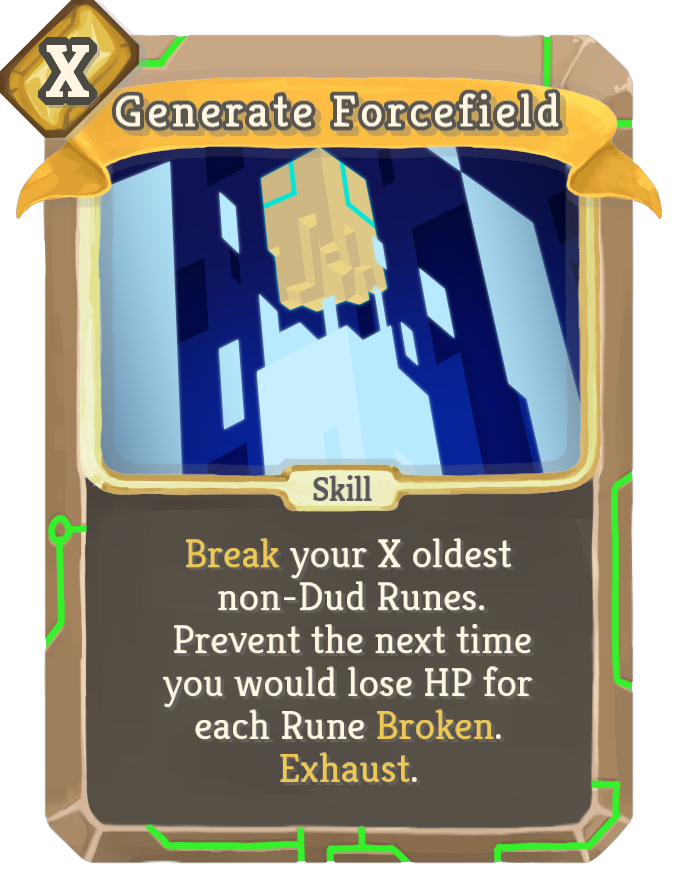 X
Generate Forcefield
Skill
Break your X oldest
non-Dud Runes.
Prevent the next time
you would lose HP for
each Rune Broken.
Exhaust.